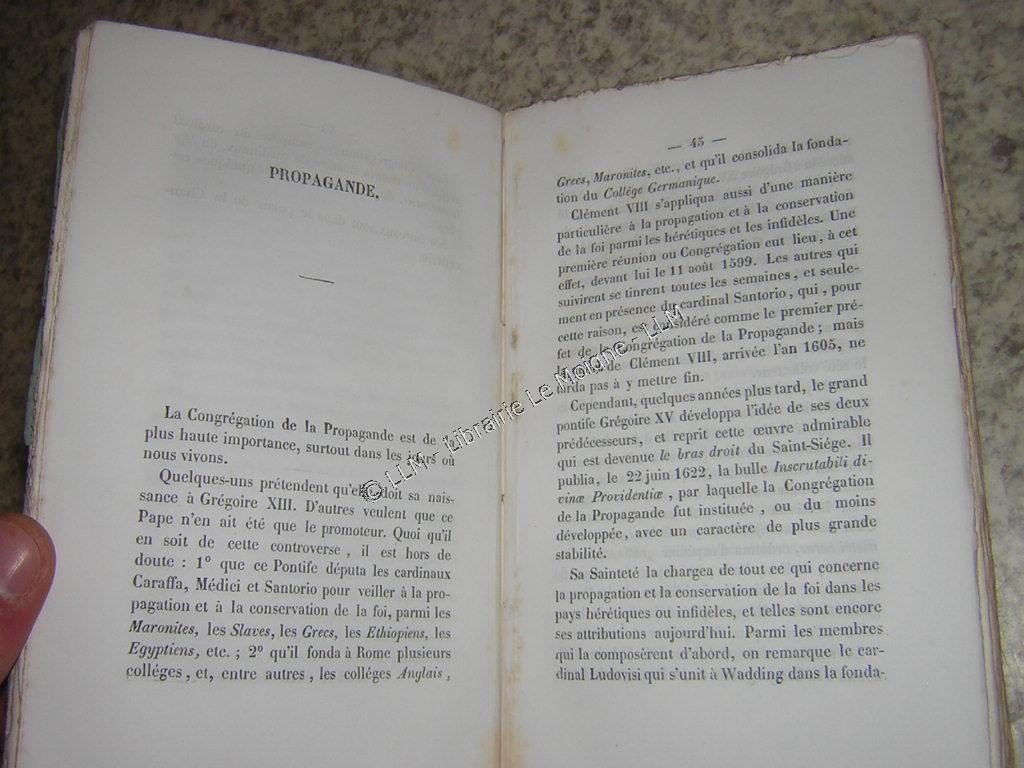 PROPAGANDE.
La Congrégation de la Propagande est de la
plus haute importance, surtout dans les jours où
nous vivons.
Quelques-uns prétendent qu'elle doit sa nais-
sance à Grégoire XIII. D'autres veulent que ce
Pape n'en ait été que le promoteur. Quoi qu'il
en soit de cette controverse, il est hors de
doute : 1° que ce Pontife députa les cardinaux
Caraffa, Médici et Santorio pour veiller à la pro-
pagation et à la conservation de la foi, parmi les
Maronites, les Slaves, les Grecs, les Ethiopiens, les
Egyptiens, etc. ; 2° qu'il fonda à Rome plusieurs
colléges, et, entre autres, les colléges Anglais,
— 45 —
Grecs, Maronites, etc., et qu'il consolida la fonda-
tion du Collége Germanique.
Clément VIII s'appliqua aussi d'une manière
particulière à la propagation et à la conservation
de la foi parmi les hérétiques et les infidèles. Une
première réunion ou Congrégation eut lieu, à cet
effet, devant lui le 11 août 1599. Les autres qui
suivirent se tinrent toutes les semaines, et seule-
ment en présence du cardinal Santorio, qui, pour
cette raison, est considéré comme le premier pré-
fet de la Congrégation de la Propagande ; mais
la mort de Clément VIII, arrivée l'an 1605, ne
tarda pas à y mettre fin.
Cependant, quelques années plus tard, le grand
pontife Grégoire XV développa l'idée de ses deux
prédécesseurs, et reprit cette œuvre admirable
qui est devenue le bras droit du Saint-Siége. Il
publia, le 22 juin 1622, la bulle Inscrutabili di-
vinæ Providentiæ, par laquelle la Congrégation
de la Propagande fut instituée, ou du moins
développée, avec un caractère de plus grande
stabilité.
Sa Sainteté la chargea de tout ce qui concerne
la propagation et la conservation de la foi dans les
pays hérétiques ou infidèles, et telles sont encore
ses attributions aujourd'hui. Parmi les membres
qui la composèrent d'abord, on remarque le car-
dinal Ludovisi qui s'unit à Wadding dans la fonda-
© LLM - Librairie Le Moigne - LLM